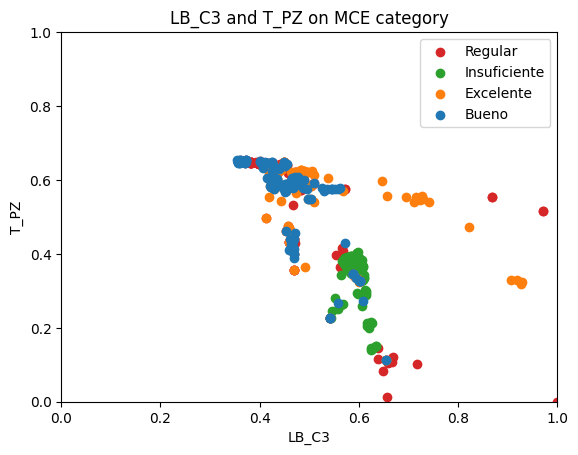 LB_C3 and T_PZ on MCE category
Regular
Insuficiente
Excelente
Bueno
T_PZ
1.0
0.8
0.6
0.4
0.2
0.0
0.0 0.2 0.4 0.6 0.8 1.0
LB_C3